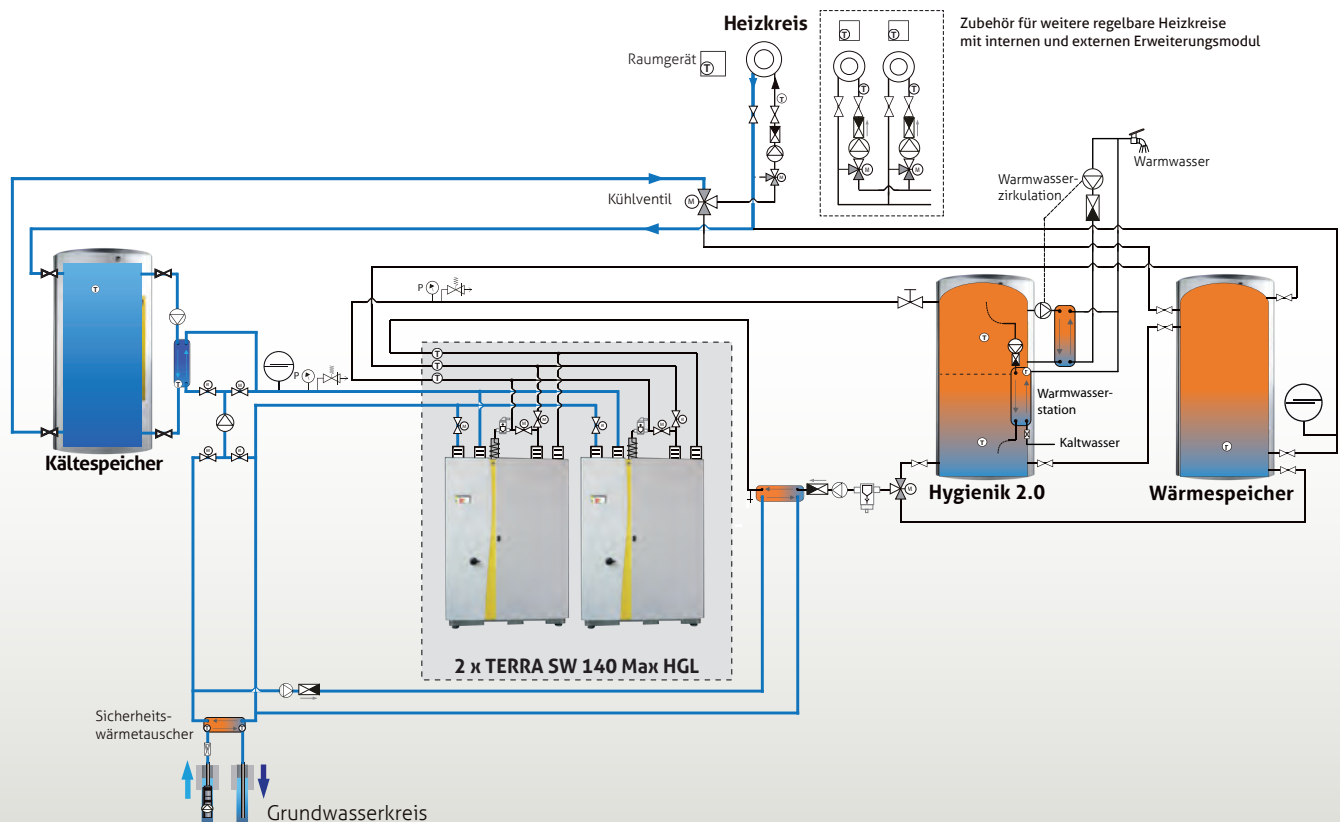 Heizkreis
Raumgerät
T
T
T
Zubehör für weitere regelbare Heizkreise
mit internen und externen Erweiterungsmodul
T
T
T
M
M
M
Warmwasser
Warmwasser-
zirkulation
Kühlventil
M
T
Kältespeicher
T
P
P
M
M
M
M
T
T
T
M
M
M
M
M
M
2 x TERRA SW 140 Max HGL
T
T
F
Warmwasser-
station
Kaltwasser
Hygienik 2.0
M
T
Wärmespeicher
Sicherheits-
wärmetauscher
T
T
Grundwasserkreis